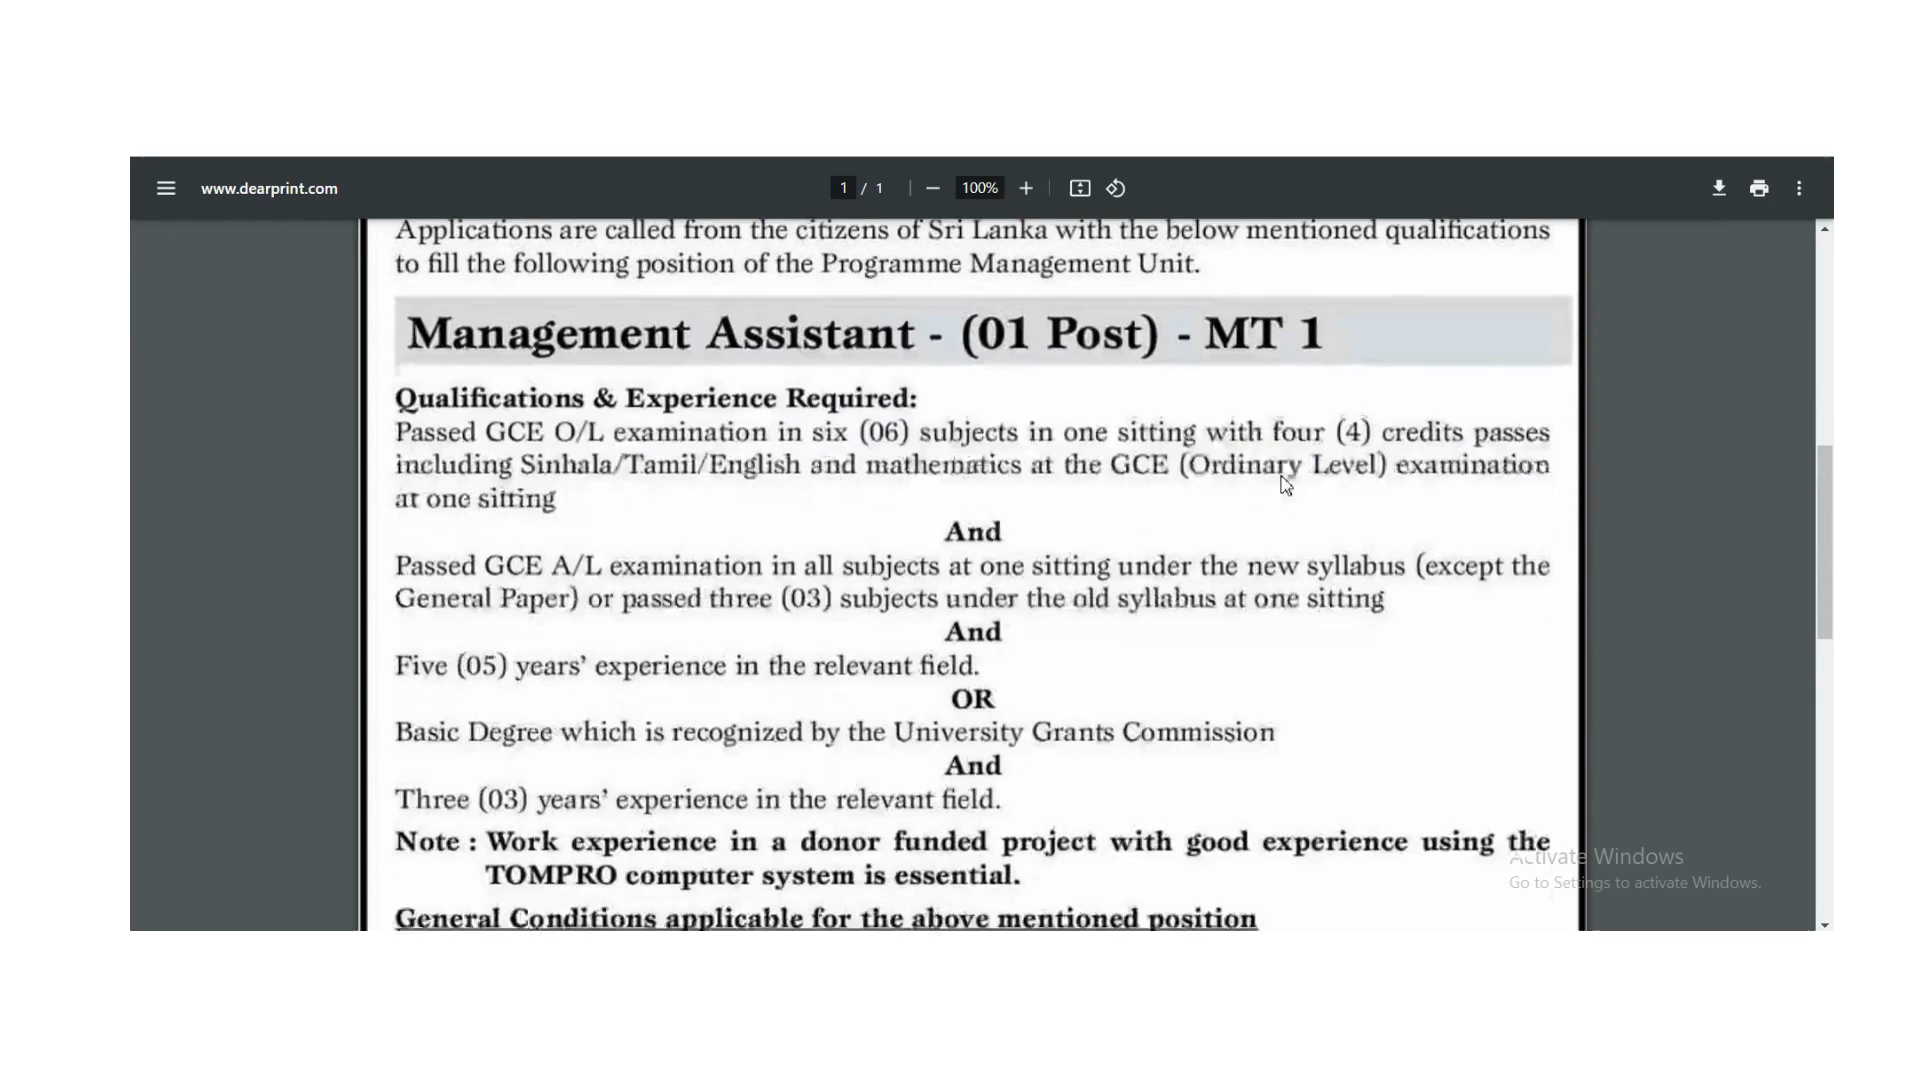 www.dearprint.com
1 / 1
100%
Applications are called from the citizens of Sri Lanka with the below mentioned qualifications
to fill the following position of the Programme Management Unit.
Management Assistant - (01 Post) - MT 1
Qualifications & Experience Required:
Passed GCE O/L examination in six (06) subjects in one sitting with four (4) credits passes
including Sinhala/Tamil/English and mathematics at the GCE (Ordinary Level) examination
at one sitting
And
Passed GCE A/L examination in all subjects at one sitting under the new syllabus (except the
General Paper) or passed three (03) subjects under the old syllabus at one sitting
And
Five (05) years’ experience in the relevant field.
OR
Basic Degree which is recognized by the University Grants Commission
And
Three (03) years’ experience in the relevant field.
Note : Work experience in a donor funded project with good experience using the
TOMPRO computer system is essential.
Activate Windows
Go to Settings to activate Windows.
General Conditions applicable for the above mentioned position